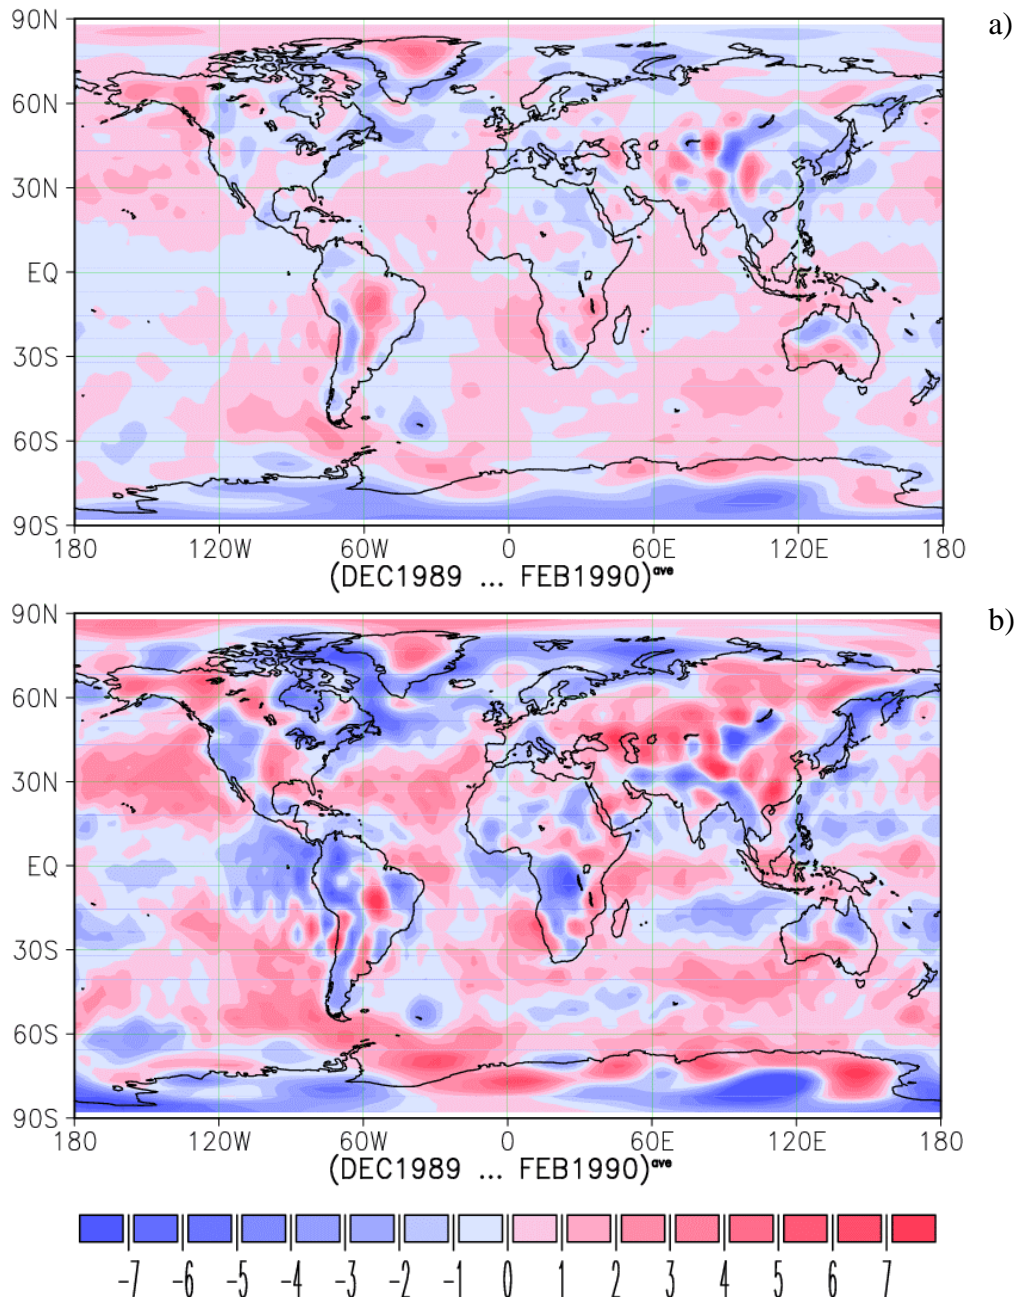 a)
90N
60N
30N
EQ
30S
60S
90S
180 120W 60W 0 60E 120E 180
(DEC1989 ... FEB1990)ave
b)
90N
60N
30N
EQ
30S
60S
90S
180 120W 60W 0 60E 120E 180
(DEC1989 ... FEB1990)ave
-7 -6 -5 -4 -3 -2 -1 0 1 2 3 4 5 6 7